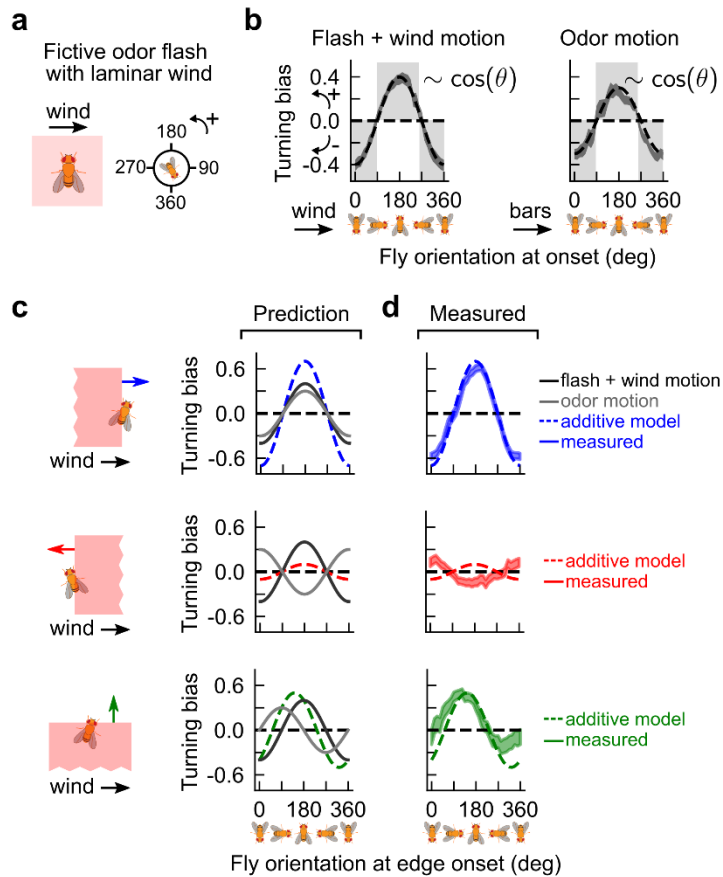 a
Fictive odor flash
with laminar wind
wind
180
+
270
90
360
b
Flash + wind motion
Odor motion
Turning bias
0.4
0.0
-0.4
+
-
~ cos(θ)
~ cos(θ)
0 180 360
0 180 360
wind
bars
Fly orientation at onset (deg)
c
Prediction
d
Measured
wind
Turning bias
0.6
0.0
-0.6
flash + wind motion
odor motion
additive model
measured
wind
Turning bias
0.6
0.0
-0.6
additive model
measured
wind
Turning bias
0.6
0.0
-0.6
additive model
measured
0 180 360
0 180 360
Fly orientation at edge onset (deg)